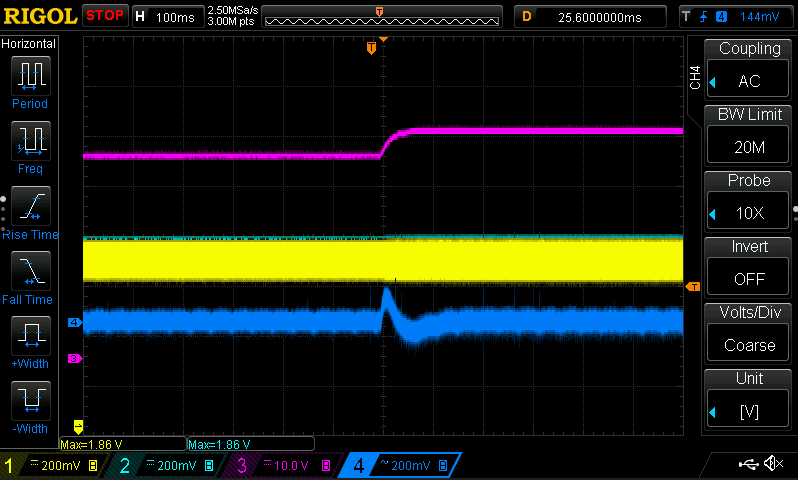 RIGOL STOP H 100ms 2.50MSa/s 3.00M pts D 25.6000000ms T 4 144mV
Horizontal
Period
Freq
Rise Time
Fall Time
+Width
-Width
T
T
4
3
CH4
Coupling
AC
BW Limit
20M
Probe
10X
Invert
OFF
Volts/Div
Coarse
Unit
[V]
Max=1.86 V Max=1.86 V
1 200mV B 2 200mV B 3 10.0 V B 4 ~ 200mV B